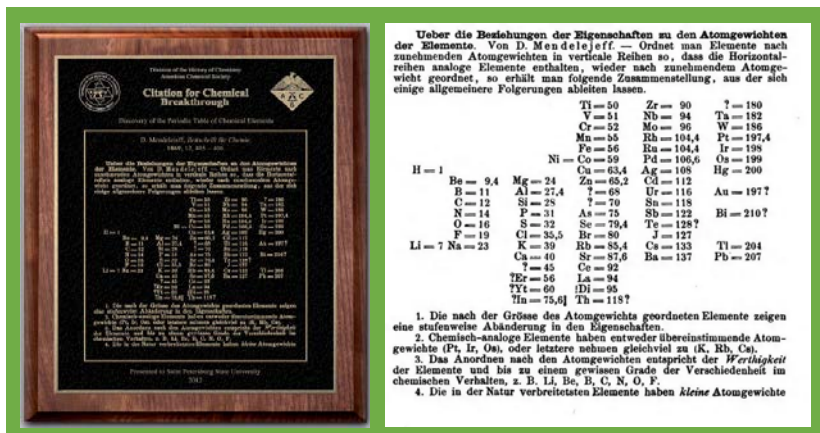 Division of the History of Chemistry
American Chemical Society
Citation for Chemical
Breakthrough
Discovery of the Periodic Table of Chemical Elements
Zeitschrift für Chemie
Presented to Saint Petersburg State University
Ueber die Beziehungen der Eigenschaften zu den Atomgewichten
der Elemente. Von D. Mendelejeff. — Ordnet man Elemente nach
zunehmenden Atomgewichten in verticale Reihen so, dass die Horizontal-
reihen analoge Elemente enthalten, wieder nach zunehmendem Atomge-
wicht geordnet, so erhält man folgende Zusammenstellung, aus der sich
einige allgemeinere Folgerungen ableiten lassen.
Ti = 50 Zr = 90 ? = 180
V = 51 Nb = 94 Ta = 182
Cr = 52 Mo = 96 W = 186
Mn = 55 Rh = 104,4 Pt = 197,4
Fe = 56 Ru = 104,4 Ir = 198
Ni = Co = 59 Pd = 106,6 Os = 199
H = 1 Cu = 63,4 Ag = 108 Hg = 200
Be = 9,4 Mg = 24 Zn = 65,2 Cd = 112
B = 11 Al = 27,4 ? = 68 Ur = 116 Au = 197?
C = 12 Si = 28 ? = 70 Sn = 118
N = 14 P = 31 As = 75 Sb = 122 Bi = 210?
O = 16 S = 32 Se = 79,4 Te = 128?
F = 19 Cl = 35,5 Br = 80 J = 127
Li = 7 Na = 23 K = 39 Rb = 85,4 Cs = 133 Tl = 204
Ca = 40 Sr = 87,6 Ba = 137 Pb = 207
? = 45 Ce = 92
?Er = 56 La = 94
?Yt = 60 Di = 95
?In = 75,6 Th = 118?
1. Die nach der Grösse des Atomgewichts geordneten Elemente zeigen
eine stufenweise Abänderung in den Eigenschaften.
2. Chemisch-analoge Elemente haben entweder übereinstimmende Atom-
gewichte (Pt, Ir, Os), oder letztere nehmen gleichviel zu (K, Rb, Cs).
3. Das Anordnen nach den Atomgewichten entspricht der Werthigkeit
der Elemente und bis zu einem gewissen Grade der Verschiedenheit im
chemischen Verhalten, z. B. Li, Be, B, C, N, O, F.
4. Die in der Natur verbreitetsten Elemente haben kleine Atomgewichte